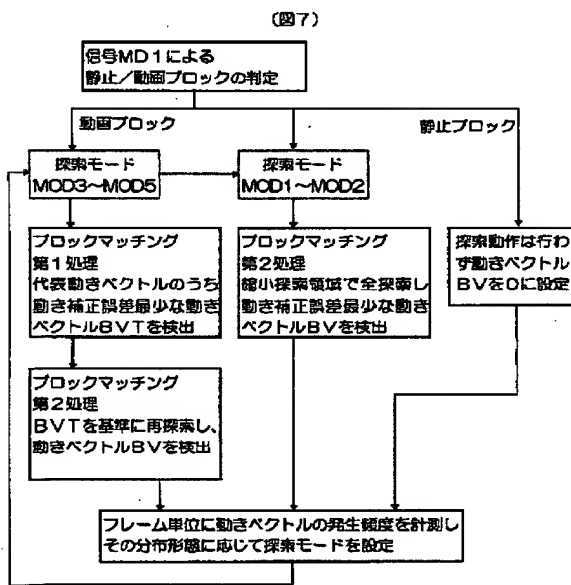 (図7)
信号MD1による
静止/動画ブロックの判定
動画ブロック
静止ブロック
探索モード
MOD3~MOD5
探索モード
MOD1~MOD2
ブロックマッチング
第1処理
代表動きベクトルのうち
動き補正誤差最少な動き
ベクトルBVTを検出
ブロックマッチング
第2処理
縮小探索領域で全探索し
動き補正誤差最少な動き
ベクトルBVを検出
探索動作は行わ
ず動きベクトル
BVを0に設定
ブロックマッチング
第2処理
BVTを基準に再探索し、
動きベクトルBVを検出
フレーム単位に動きベクトルの発生頻度を計測し
その分布形態に応じて探索モードを設定